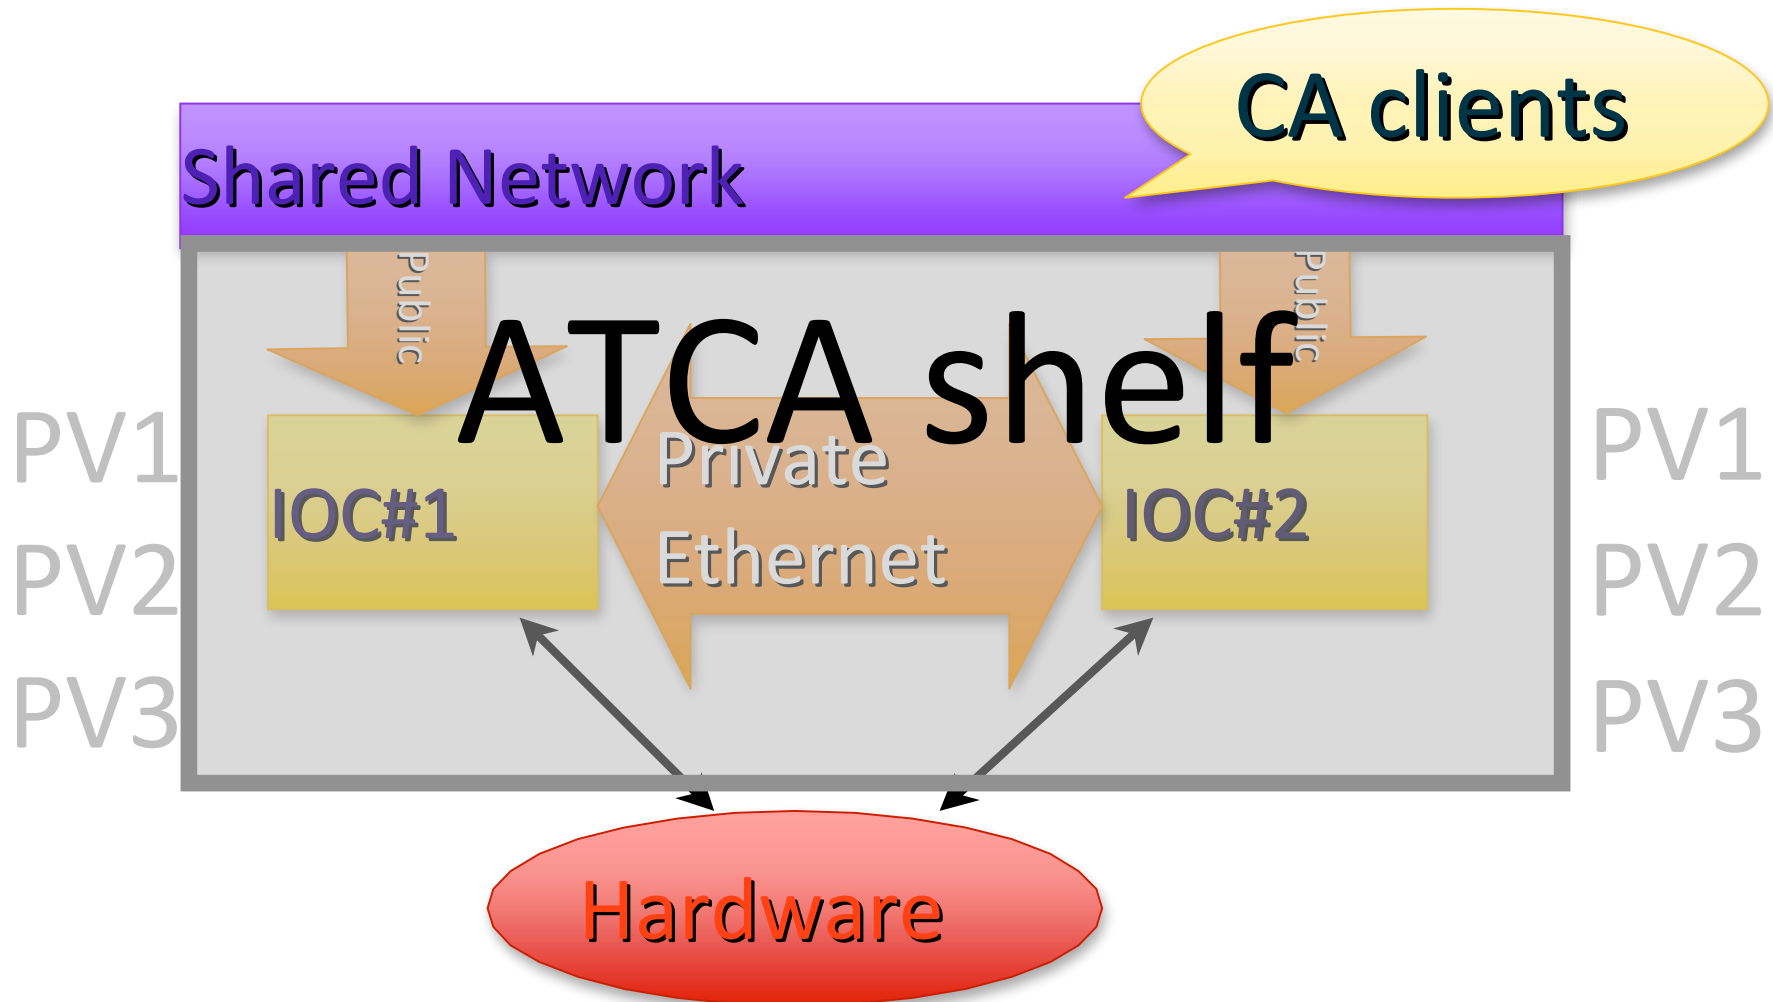 CA clients
Shared Network
Public
Public
ATCA shelf
PV1
PV2
PV3
IOC#1
Private
Ethernet
IOC#2
PV1
PV2
PV3
Hardware